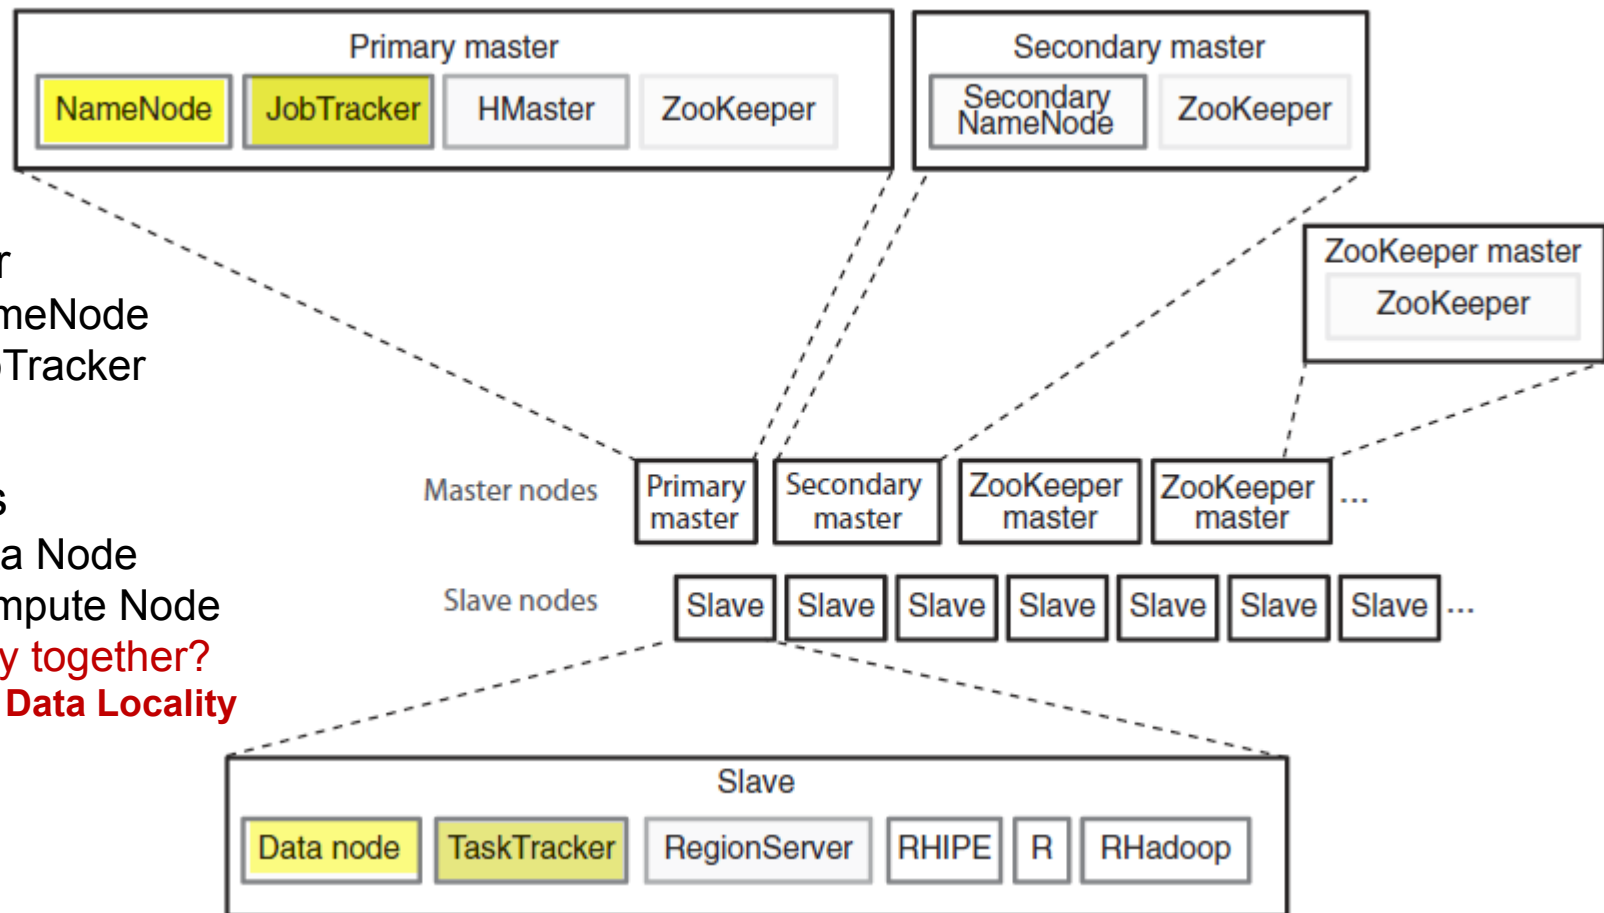 Primary master
NameNode
JobTracker
HMaster
ZooKeeper
Secondary master
Secondary
NameNode
ZooKeeper
ZooKeeper master
ZooKeeper
r
meNode
oTracker
s
a Node
mpute Node
y together?
Data Locality
Master nodes
Primary
master
Secondary
master
ZooKeeper
master
ZooKeeper
master
...
Slave nodes
Slave
Slave
Slave
Slave
Slave
Slave
Slave
...
Slave
Data node
TaskTracker
RegionServer
RHIPE
R
RHadoop